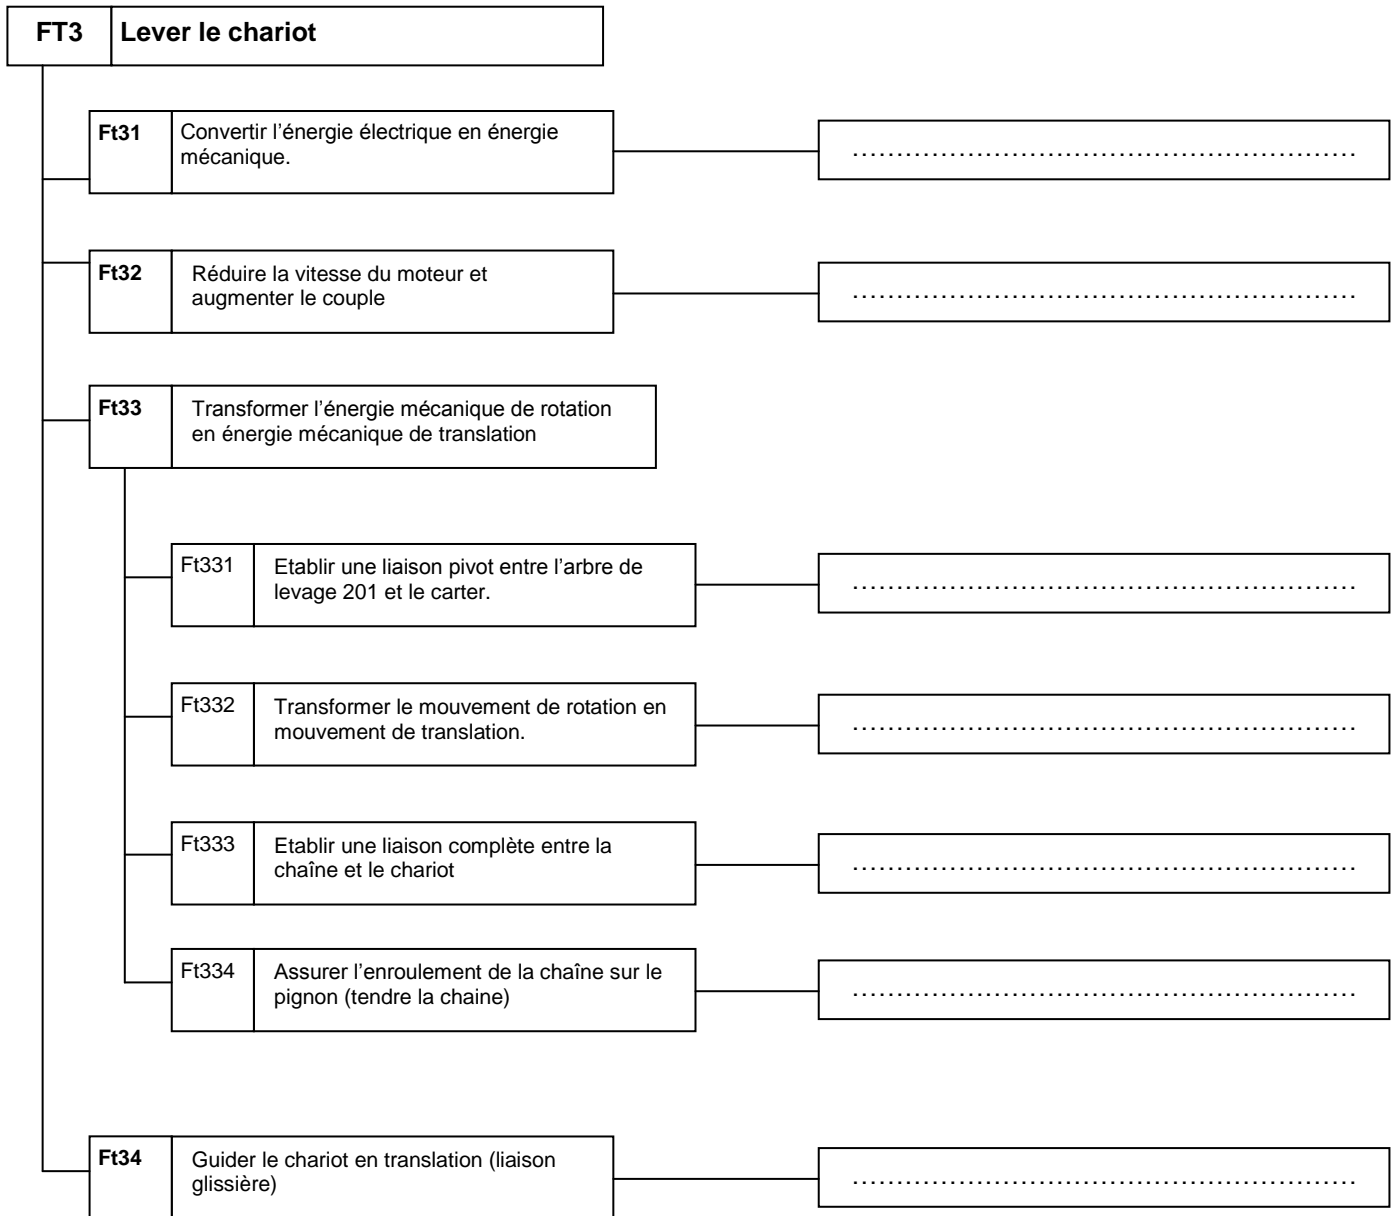 FT3 Lever le chariot
Ft31 Convertir l’énergie électrique en énergie
mécanique.
……………………………………………………
Ft32 Réduire la vitesse du moteur et
augmenter le couple
……………………………………………………
Ft33 Transformer l’énergie mécanique de rotation
en énergie mécanique de translation
Ft331 Etablir une liaison pivot entre l’arbre de
levage 201 et le carter.
……………………………………………………
Ft332 Transformer le mouvement de rotation en
mouvement de translation.
……………………………………………………
Ft333 Etablir une liaison complète entre la
chaîne et le chariot
……………………………………………………
Ft334 Assurer l’enroulement de la chaîne sur le
pignon (tendre la chaine)
……………………………………………………
Ft34 Guider le chariot en translation (liaison
glissière)
……………………………………………………